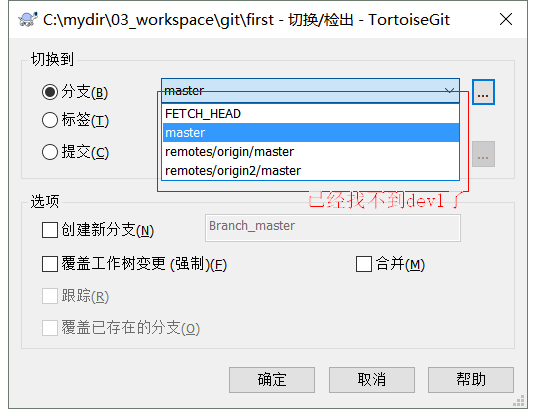 C:\mydir\03_workspace\git\first - 切换/检出 - TortoiseGit
切换到
分支(B)
master
...
FETCH_HEAD
标签(T)
master
提交(C)
remotes/origin/master
...
remotes/origin2/master
已经找不到dev1了
选项
创建新分支(N)
Branch_master
覆盖工作树变更 (强制)(F)
合并(M)
跟踪(R)
覆盖已存在的分支(O)
确定
取消
帮助